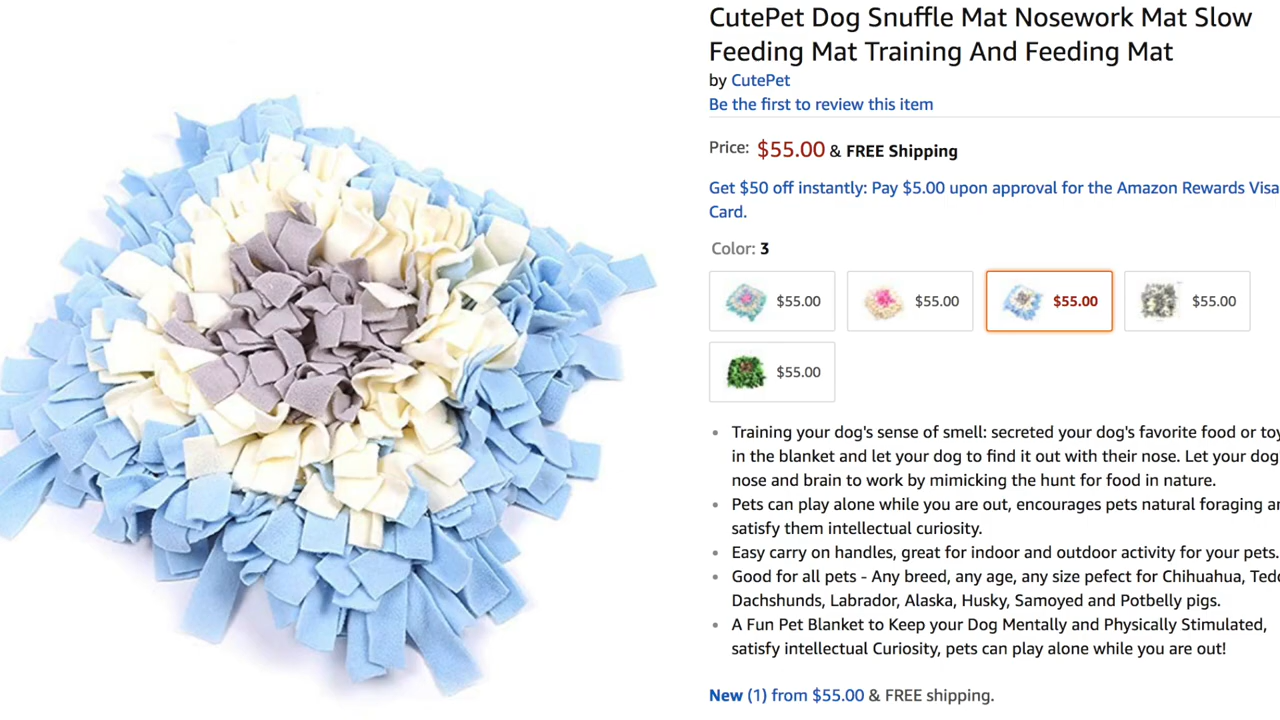 CutePet Dog Snuffle Mat Nosework Mat Slow
Feeding Mat Training And Feeding Mat
by CutePet
Be the first to review this item
Price: $55.00 & FREE Shipping
Get $50 off instantly: Pay $5.00 upon approval for the Amazon Rewards Visa
Card.
Color: 3
$55.00 $55.00 $55.00 $55.00
$55.00
• Training your dog's sense of smell: secreted your dog's favorite food or toy
in the blanket and let your dog to find it out with their nose. Let your dog'
nose and brain to work by mimicking the hunt for food in nature.
• Pets can play alone while you are out, encourages pets natural foraging an
satisfy them intellectual curiosity.
• Easy carry on handles, great for indoor and outdoor activity for your pets.
• Good for all pets - Any breed, any age, any size pefect for Chihuahua, Tedd
Dachshunds, Labrador, Alaska, Husky, Samoyed and Potbelly pigs.
• A Fun Pet Blanket to Keep your Dog Mentally and Physically Stimulated,
satisfy intellectual Curiosity, pets can play alone while you are out!
New (1) from $55.00 & FREE shipping.